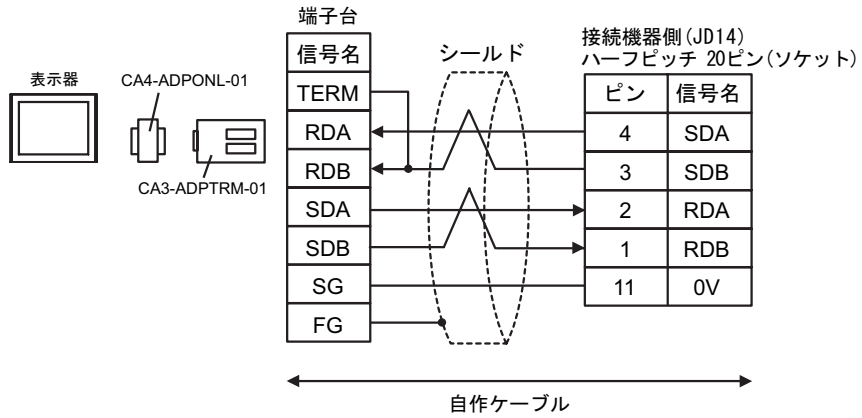 端子台
信号名
TERM
RDA
RDB
SDA
SDB
SG
FG
シールド
接続機器側(JD14)
ハーフピッチ 20ピン(ソケット)
ピン 信号名
4 SDA
3 SDB
2 RDA
1 RDB
11 0V
表示器
CA4-ADPONL-01
CA3-ADPTRM-01
自作ケーブル